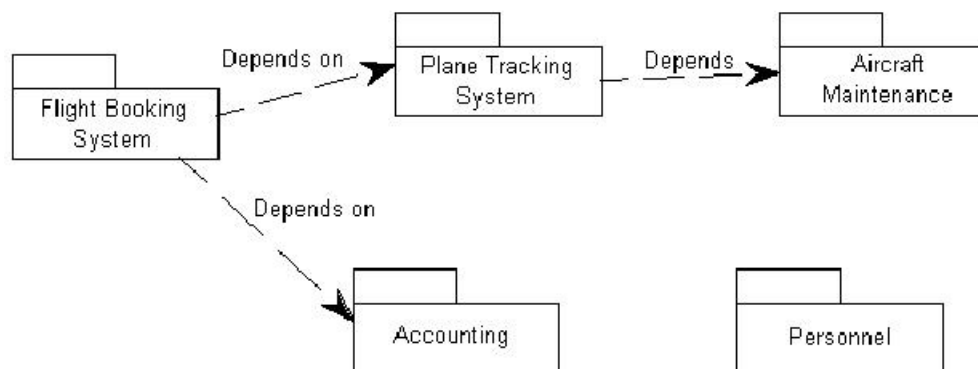 Flight Booking
System
Depends on
Plane Tracking
System
Depends
Aircraft
Maintenance
Depends on
Accounting
Personnel